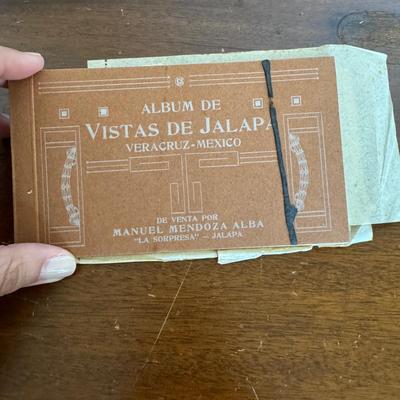 ALBUM DE
VISTAS DE JALAPA
VERACRUZ-MEXICO
DE VENTA POR
MANUEL MENDOZA ALBA
"LA SORPRESA" - JALAPA.